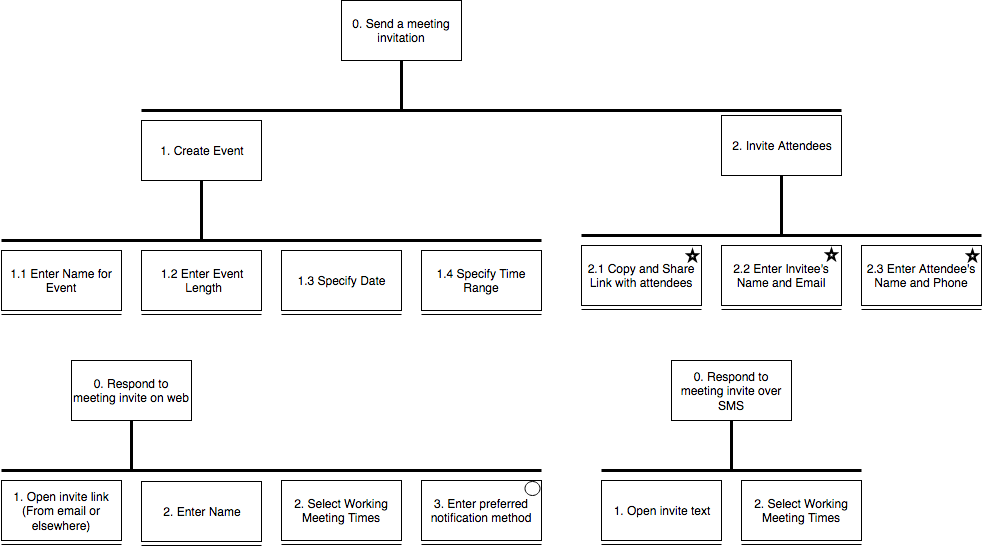 0. Send a meeting
invitation
1. Create Event
2. Invite Attendees
1.1 Enter Name for
Event
1.2 Enter Event
Length
1.3 Specify Date
1.4 Specify Time
Range
2.1 Copy and Share
Link with attendees
2.2 Enter Invitee's
Name and Email
2.3 Enter Attendee's
Name and Phone
0. Respond to
meeting invite on web
0. Respond to
meeting invite over
SMS
1. Open invite link
(From email or
elsewhere)
2. Enter Name
2. Select Working
Meeting Times
3. Enter preferred
notification method
1. Open invite text
2. Select Working
Meeting Times